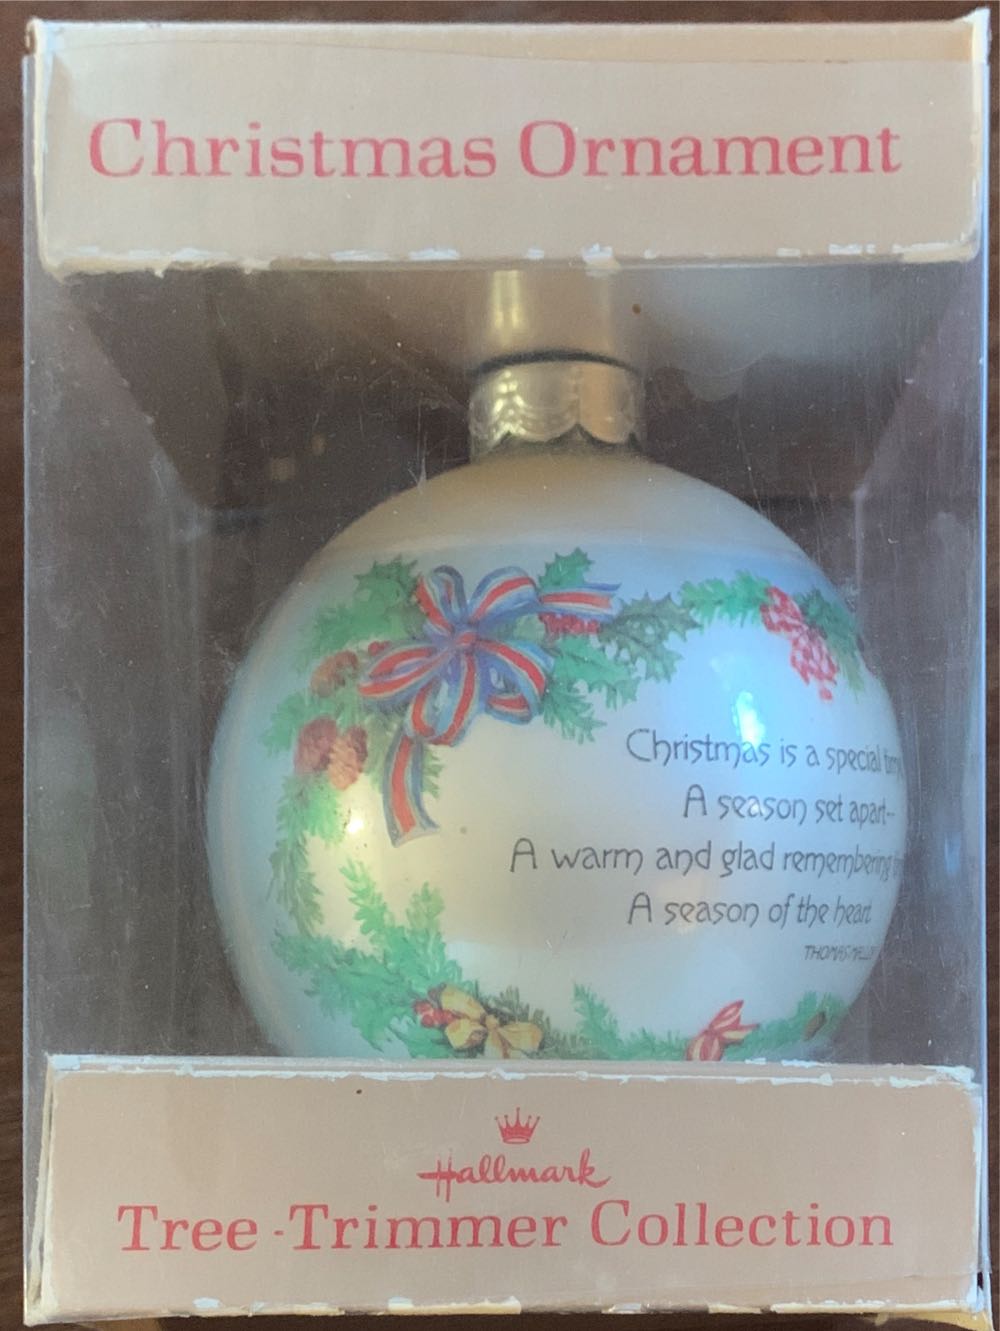 Christmas Ornament
Christmas is a special
A season set apart--
A warm and glad remembering
A season of the heart
THOMAS
Hallmark
Tree-Trimmer Collection